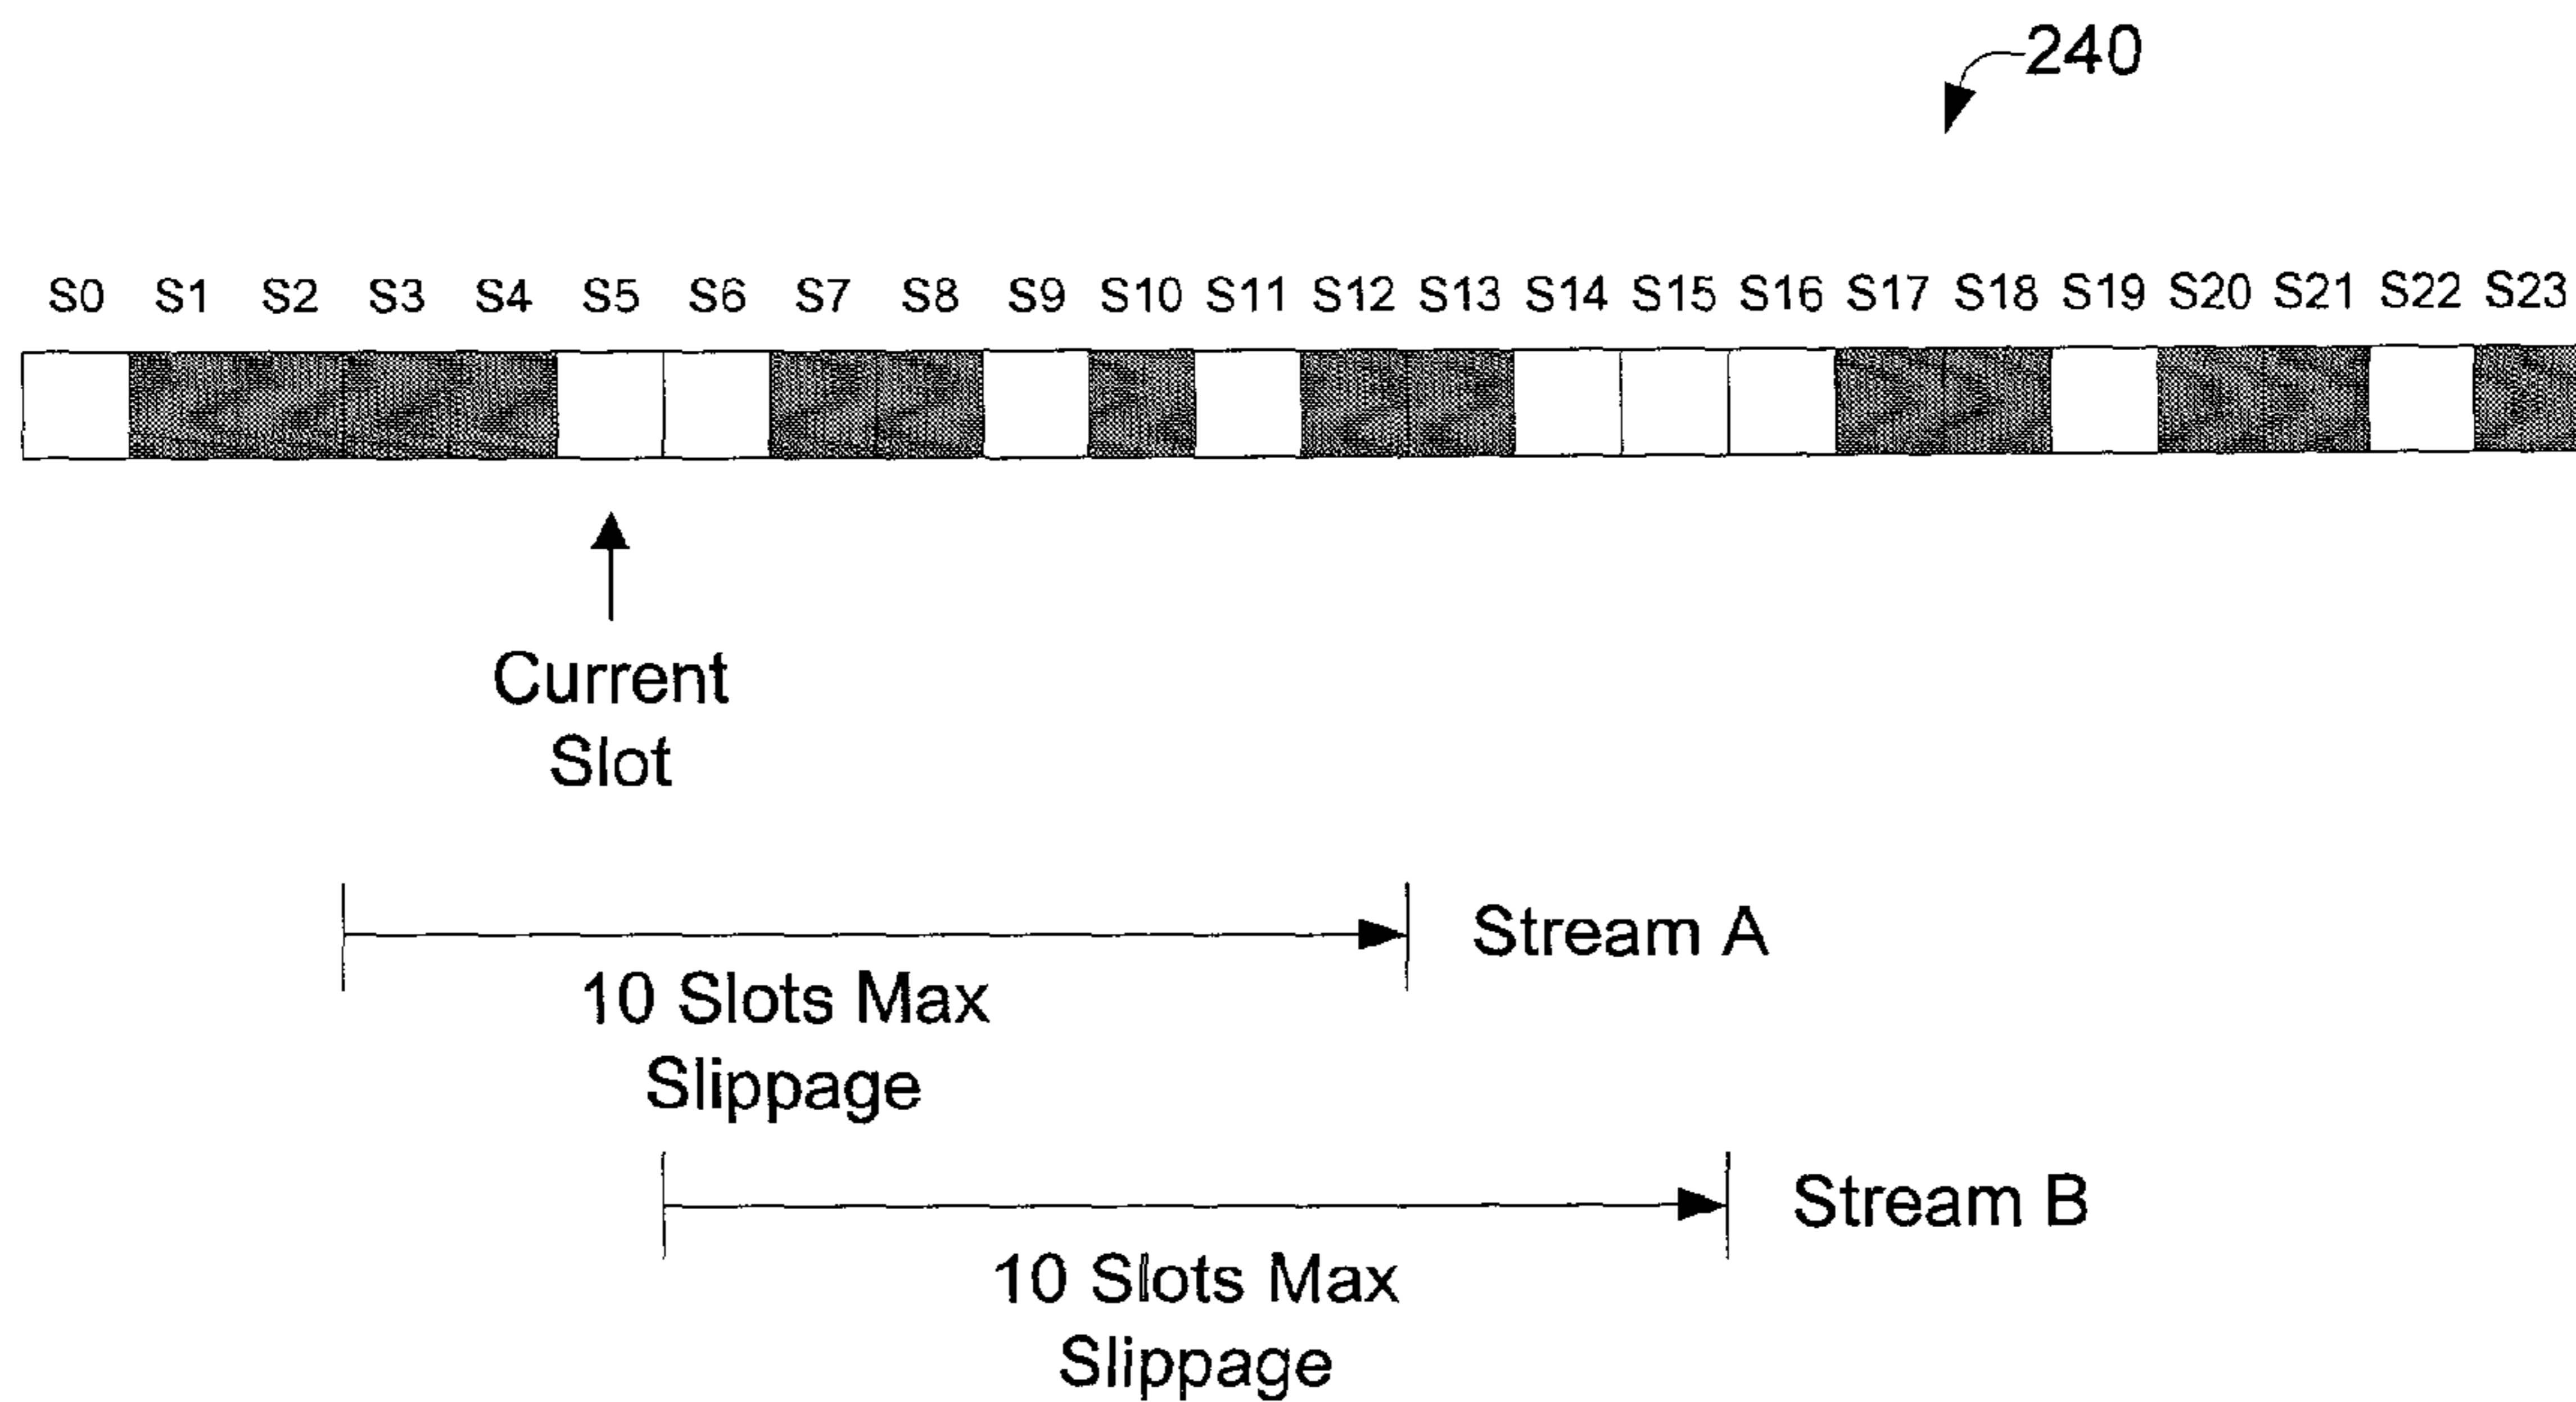 240
S0 S1 S2 S3 S4 S5 S6 S7 S8 S9 S10 S11 S12 S13 S14 S15 S16 S17 S18 S19 S20 S21 S22 S23
Current
Slot
Stream A
10 Slots Max
Slippage
Stream B
10 Slots Max
Slippage